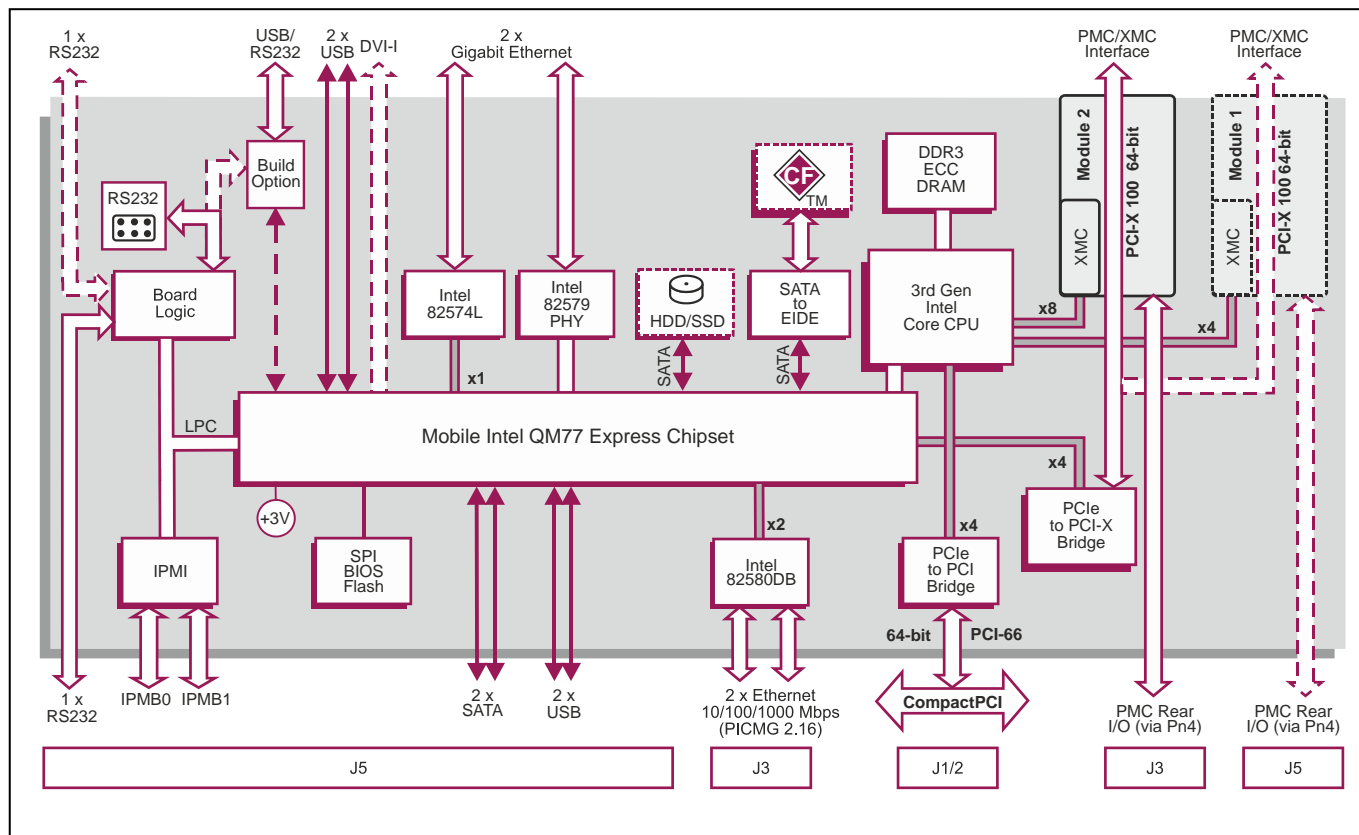 1 x
RS232
USB/
RS232
2 x
USB
DVI-I
2 x
Gigabit Ethernet
PMC/XMC
Interface
PMC/XMC
Interface
Build
Option
RS232
CF
TM
DDR3
ECC
DRAM
Module 2
PCI-X 100 64-bit
XMC
Module 1
PCI-X 100 64-bit
XMC
Board
Logic
Intel
82574L
Intel
82579
PHY
HDD/SSD
SATA
to
EIDE
3rd Gen
Intel
Core CPU
x8
x4
x1
SATA
SATA
LPC
Mobile Intel QM77 Express Chipset
x4
+3V
x2
x4
PCIe
to PCI-X
Bridge
IPMI
SPI
BIOS
Flash
Intel
82580DB
PCIe
to PCI
Bridge
64-bit
PCI-66
1 x
RS232
IPMB0
IPMB1
2 x
SATA
2 x
USB
2 x Ethernet
10/100/1000 Mbps
(PICMG 2.16)
CompactPCI
PMC Rear
I/O (via Pn4)
PMC Rear
I/O (via Pn4)
J5
J3
J1/2
J3
J5